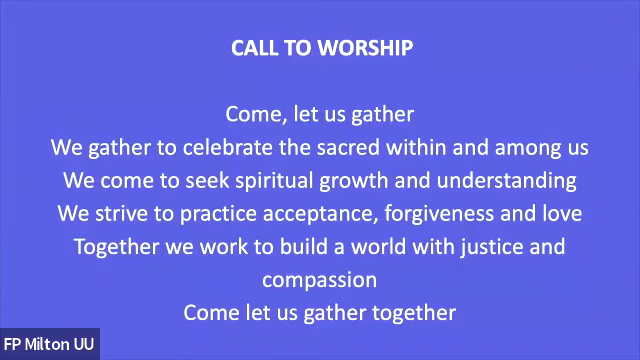 CALL TO WORSHIP
Come, let us gather
We gather to celebrate the sacred within and among us
We come to seek spiritual growth and understanding
We strive to practice acceptance, forgiveness and love
Together we work to build a world with justice and
compassion
Come let us gather together
FP Milton UU